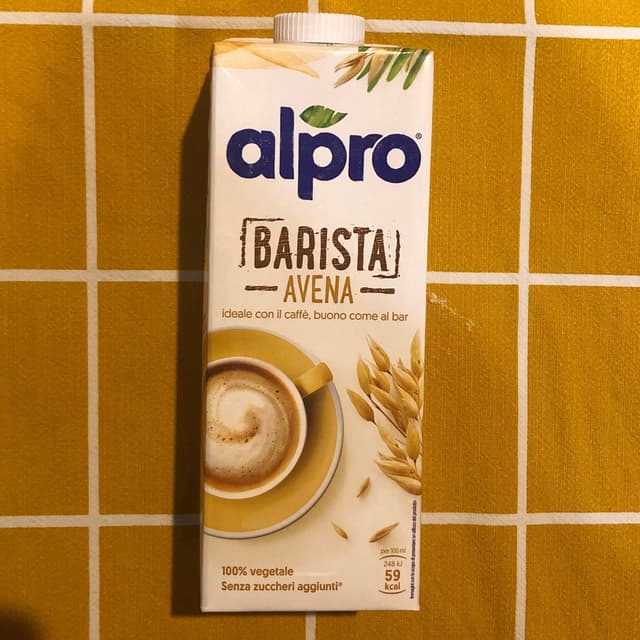 alpro®
BARISTA
AVENA
ideale con il caffè, buono come al bar
100% vegetale
Senza zuccheri aggiunti*
per 100 ml
248 kJ
59
kcal